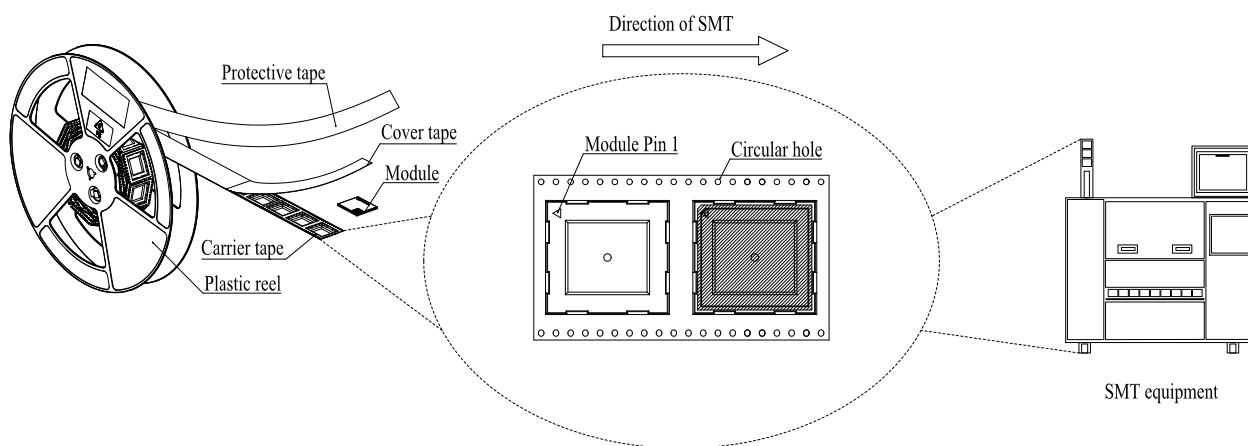 Direction of SMT
Protective tape
Cover tape
Module
Carrier tape
Plastic reel
Module Pin 1
Circular hole
SMT equipment